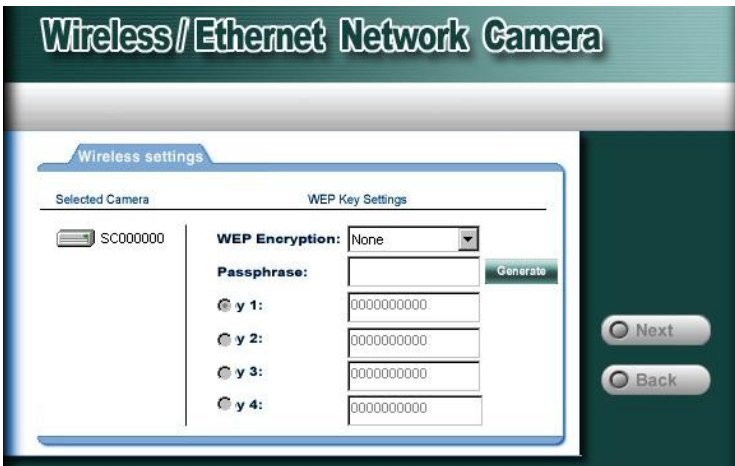 Wireless/Ethernet Network Camera
Wireless settings
Selected Camera WEP Key Settings
SC000000 WEP Encryption: None
Passphrase: Generate
y 1: 0000000000
y 2: 0000000000
y 3: 0000000000
y 4: 0000000000
Next
Back